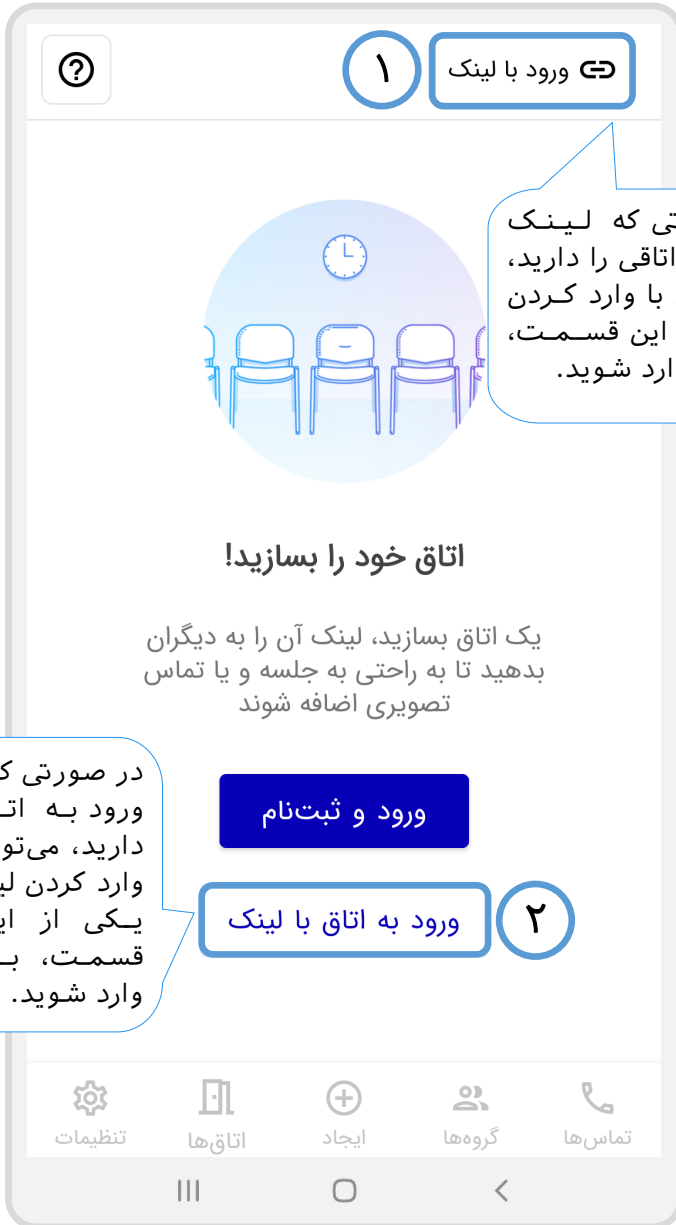 ورود با لینک
۱
تی که لینک
اتاقی را دارید،
با وارد کردن
این قسمت،
ارد شوید.
اتاق خود را بسازید!
یک اتاق بسازید، لینک آن را به دیگران
بدهید تا به راحتی به جلسه و یا تماس
تصویری اضافه شوند
ورود و ثبت‌نام
در صورتی ک
ورود به ات
دارید، می‌تو
وارد کردن لی
یکی از ای
قسمت، ب
وارد شوید.
ورود به اتاق با لینک
۲
تماس‌ها
گروه‌ها
ایجاد
اتاق‌ها
تنظیمات